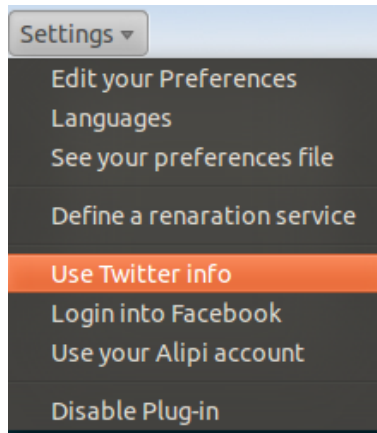 Settings
Edit your Preferences
Languages
See your preferences file
Define a renaration service
Use Twitter info
Login into Facebook
Use your Alipi account
Disable Plug-in